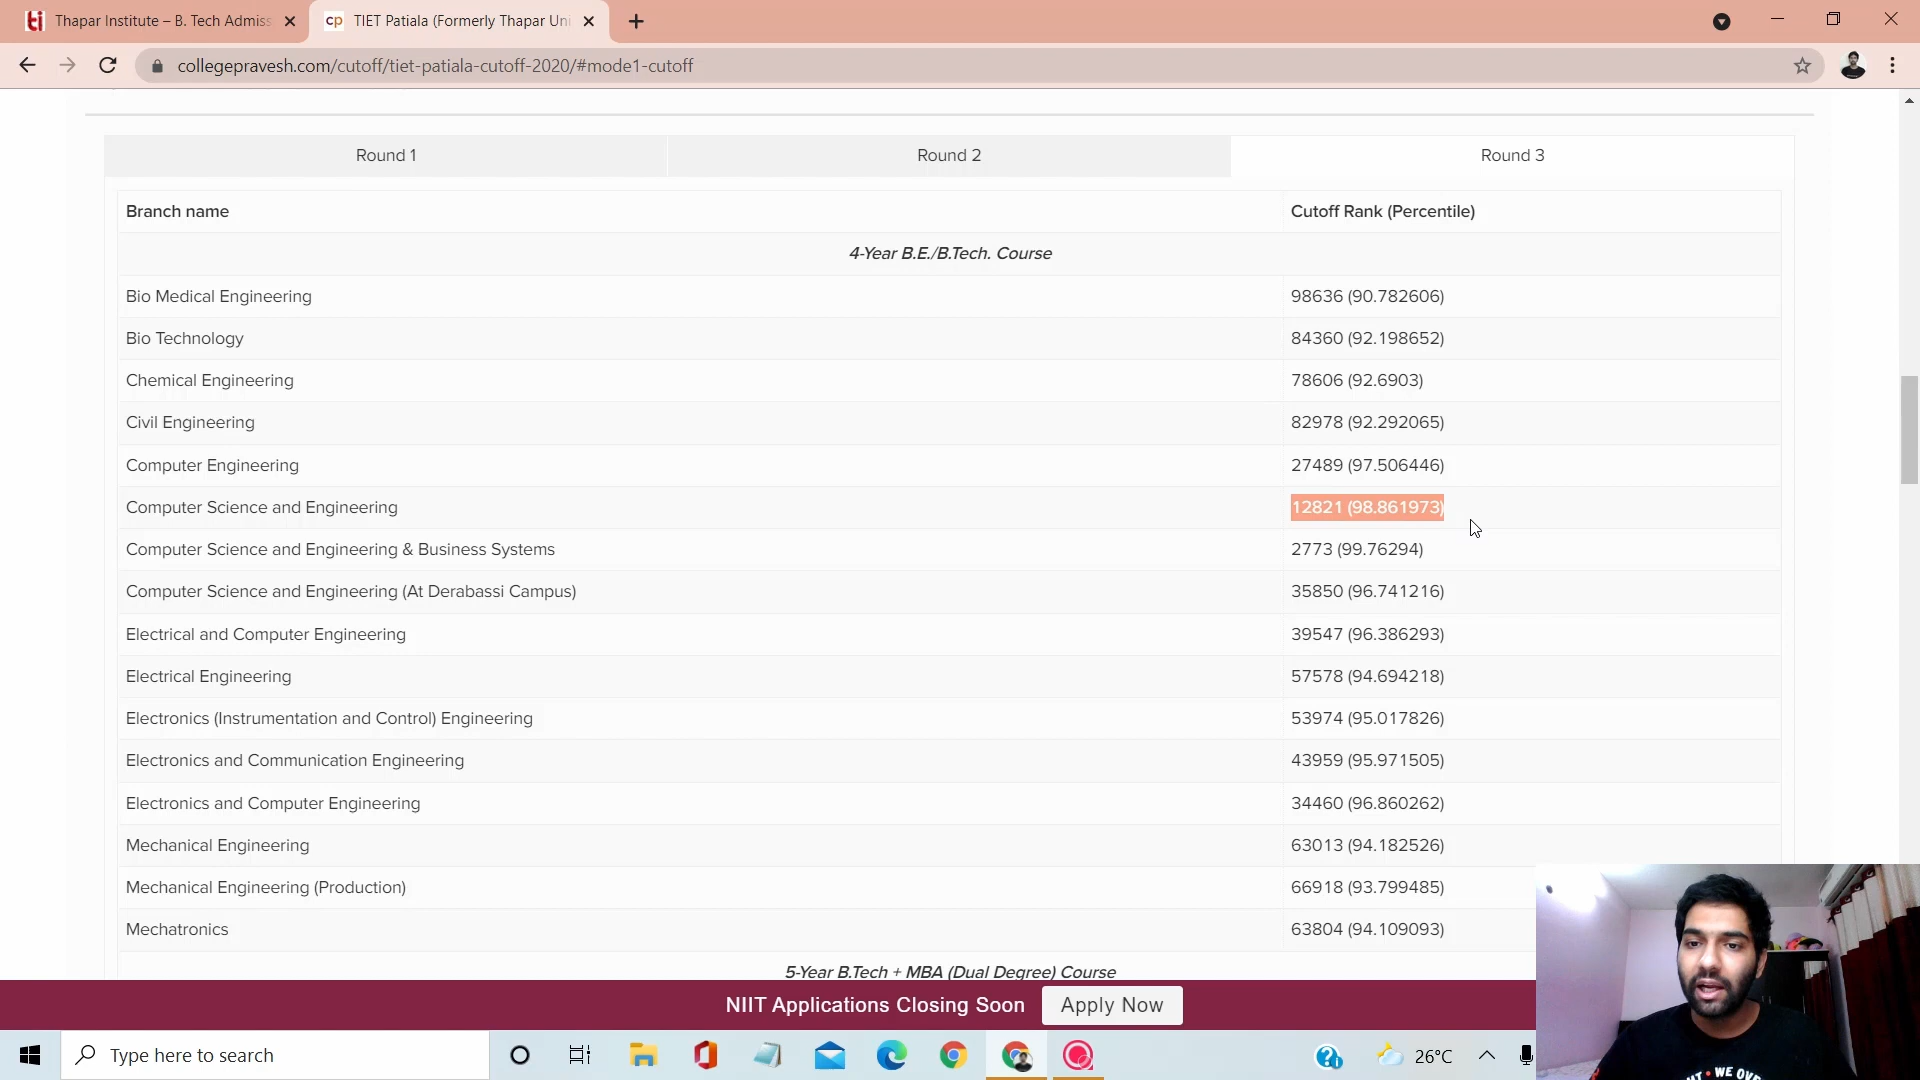 Thapar Institute – B. Tech Admiss
TIET Patiala (Formerly Thapar Uni
collegepravesh.com/cutoff/tiet-patiala-cutoff-2020/#mode1-cutoff
Round 1
Round 2
Round 3
Branch name
Cutoff Rank (Percentile)
4-Year B.E./B.Tech. Course
Bio Medical Engineering
98636 (90.782606)
Bio Technology
84360 (92.198652)
Chemical Engineering
78606 (92.6903)
Civil Engineering
82978 (92.292065)
Computer Engineering
27489 (97.506446)
Computer Science and Engineering
12821 (98.861973)
Computer Science and Engineering & Business Systems
2773 (99.76294)
Computer Science and Engineering (At Derabassi Campus)
35850 (96.741216)
Electrical and Computer Engineering
39547 (96.386293)
Electrical Engineering
57578 (94.694218)
Electronics (Instrumentation and Control) Engineering
53974 (95.017826)
Electronics and Communication Engineering
43959 (95.971505)
Electronics and Computer Engineering
34460 (96.860262)
Mechanical Engineering
63013 (94.182526)
Mechanical Engineering (Production)
66918 (93.799485)
Mechatronics
63804 (94.109093)
5-Year B.Tech + MBA (Dual Degree) Course
NIIT Applications Closing Soon
Apply Now
Type here to search
26°C
WE OVE